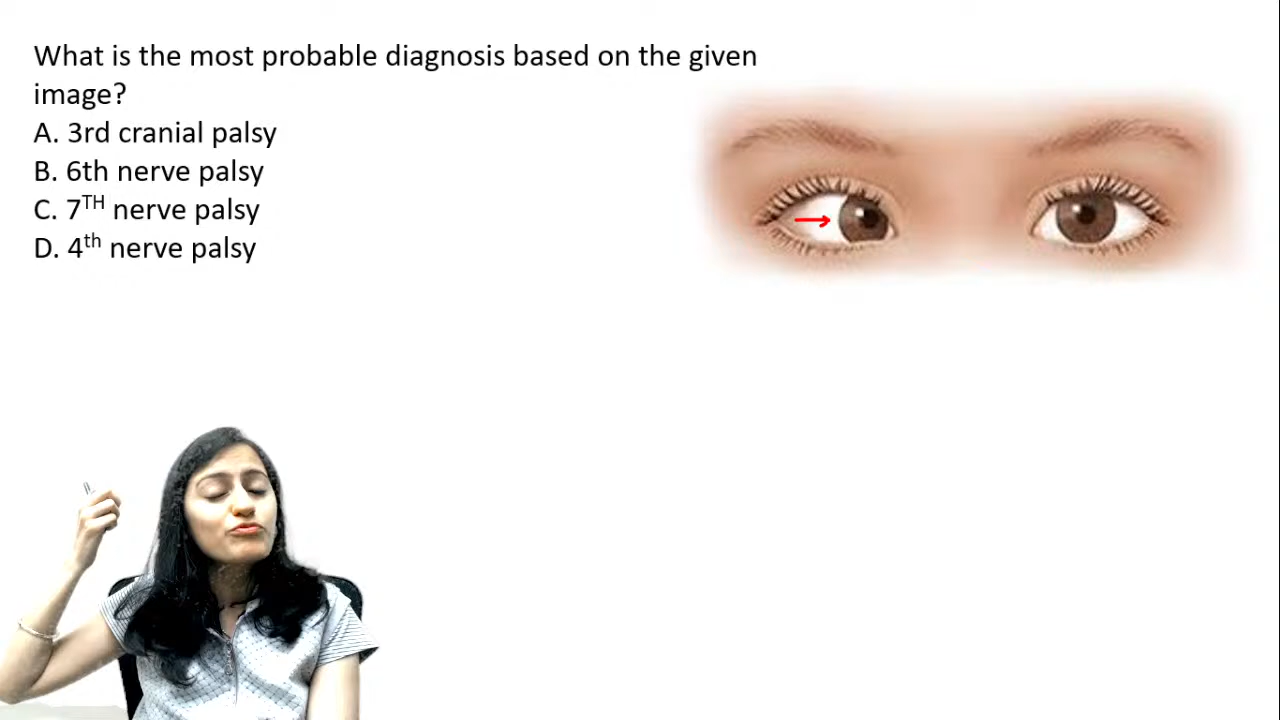 What is the most probable diagnosis based on the given
image?
A. 3rd cranial palsy
B. 6th nerve palsy
C. 7TH nerve palsy
D. 4th nerve palsy